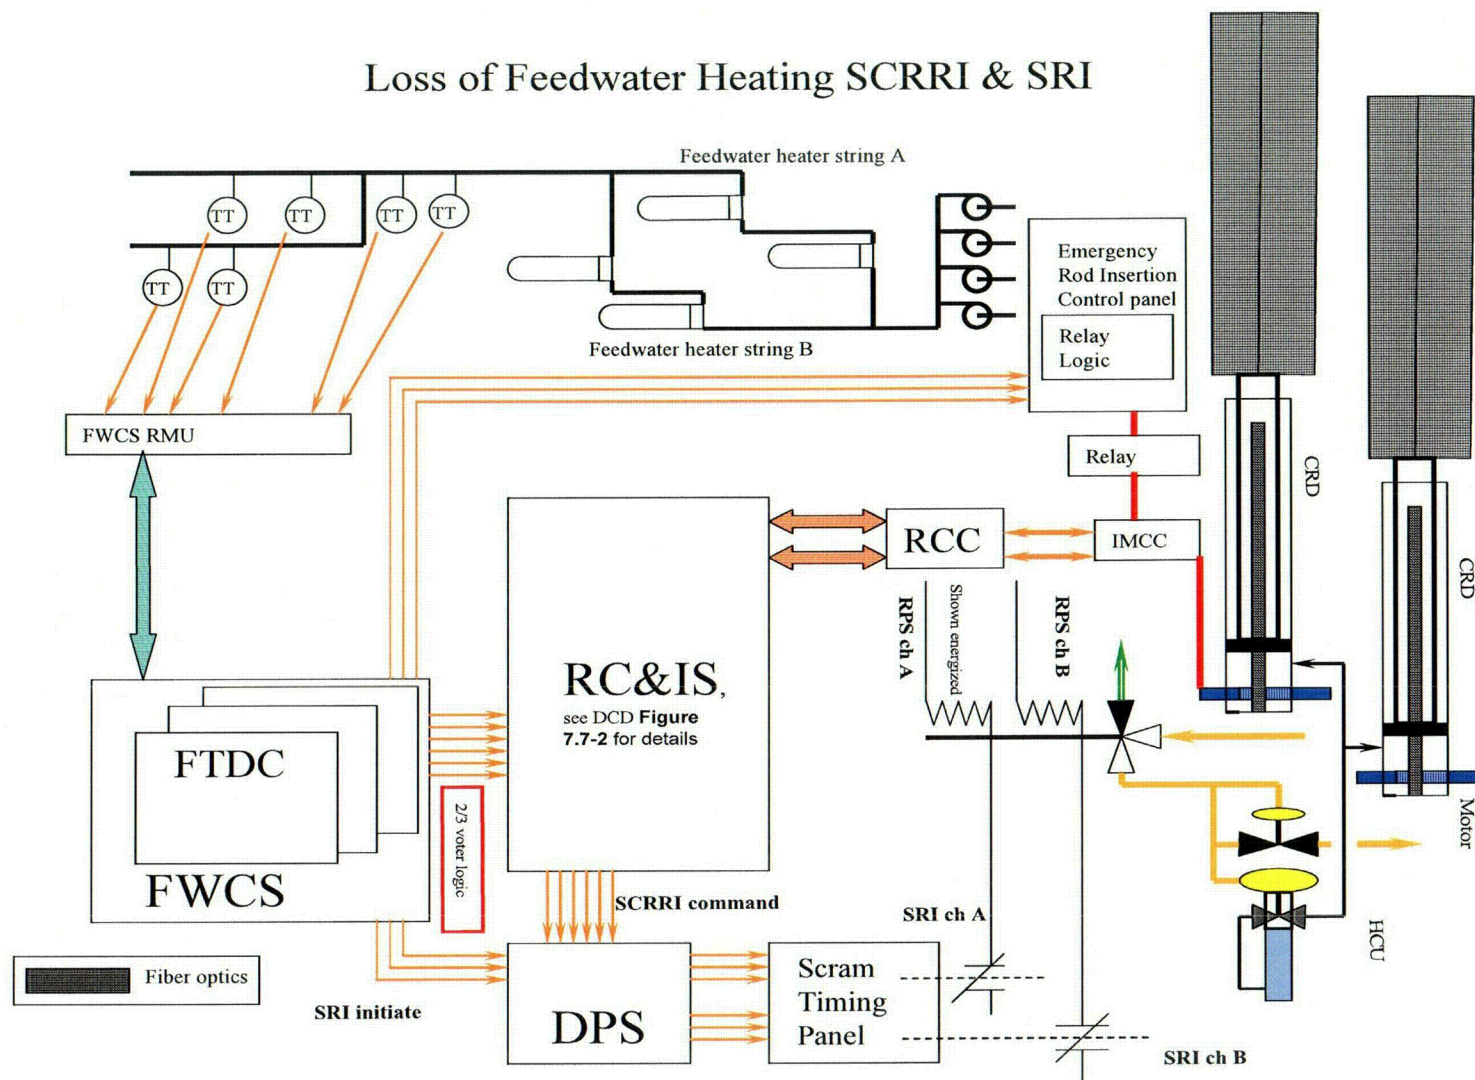 Loss of Feedwater Heating SCRRI & SRI
Feedwater heater string A
TT
TT
TT
TT
TT
TT
Feedwater heater string B
Emergency
Rod Insertion
Control panel
Relay
Logic
FWCS RMU
Relay
CRD
RCC
IMCC
CRD
RPS ch A
Shown energized
RPS ch B
RC&IS,
see DCD Figure
7.7-2 for details
FTDC
FWCS
2/3 voter logic
Motor
SCRRI command
SRI ch A
HCU
Fiber optics
SRI initiate
DPS
Scram
Timing
Panel
SRI ch B